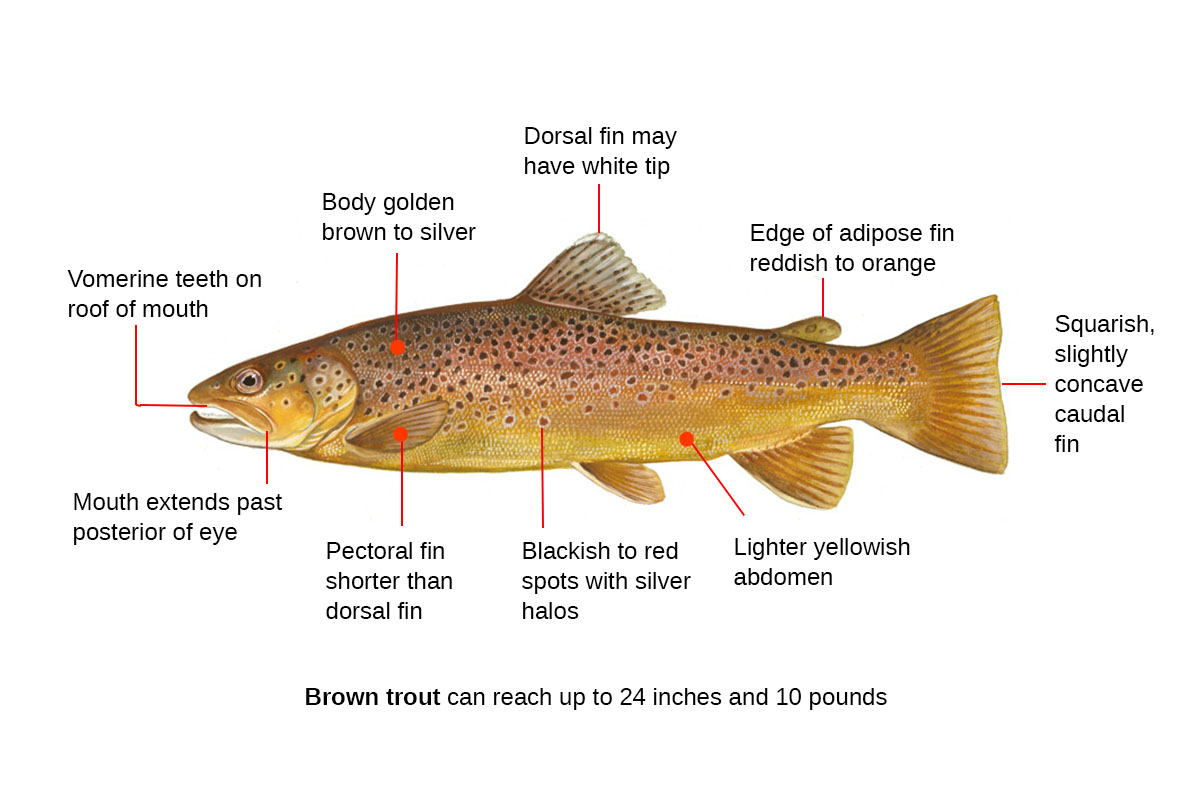 Dorsal fin may
have white tip
Body golden
brown to silver
Edge of adipose fin
reddish to orange
Vomerine teeth on
roof of mouth
Squarish,
slightly
concave
caudal
fin
Mouth extends past
posterior of eye
Pectoral fin
shorter than
dorsal fin
Blackish to red
spots with silver
halos
Lighter yellowish
abdomen
Brown trout can reach up to 24 inches and 10 pounds